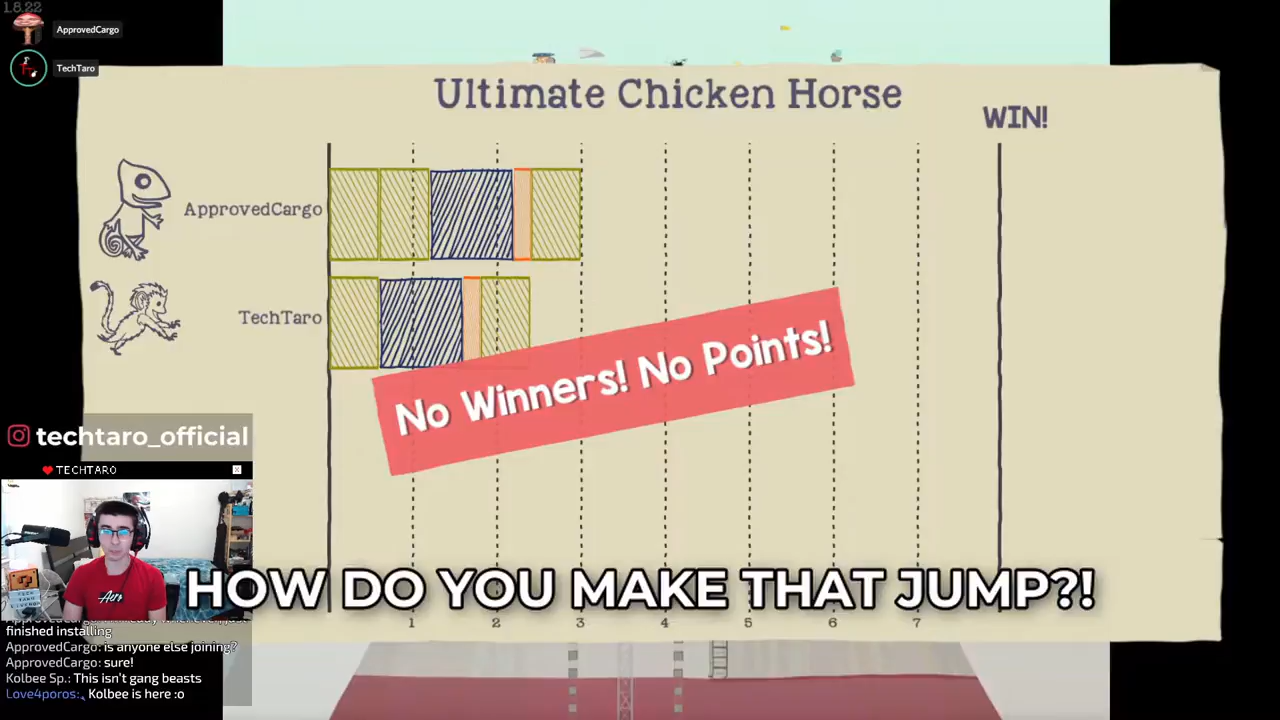 1.8.22
ApprovedCargo
TechTaro
Ultimate Chicken Horse
WIN!
ApprovedCargo
TechTaro
No Winners! No Points!
techtaro_official
TECHTARO
HOW DO YOU MAKE THAT JUMP?!
1 2 3 4 5 6 7
finished installing
ApprovedCargo: is anyone else joining?
ApprovedCargo: sure!
Kolbee Sp.: This isn't gang beasts
Love4poros: Kolbee is here :o